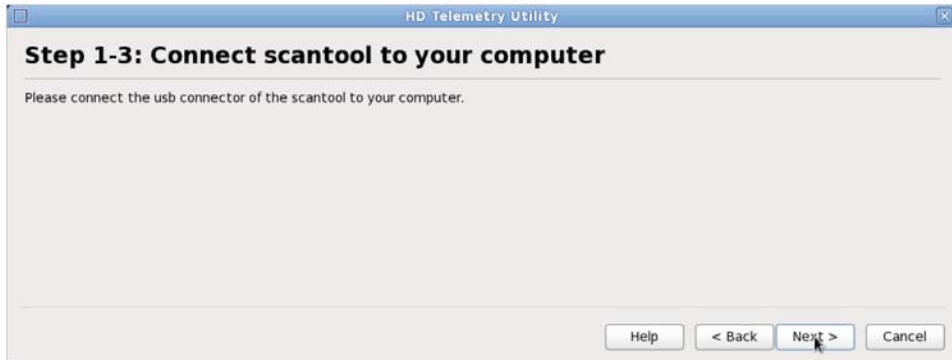 HD Telemetry Utility
Step 1-3: Connect scantool to your computer
Please connect the usb connector of the scantool to your computer.
Help < Back Next > Cancel